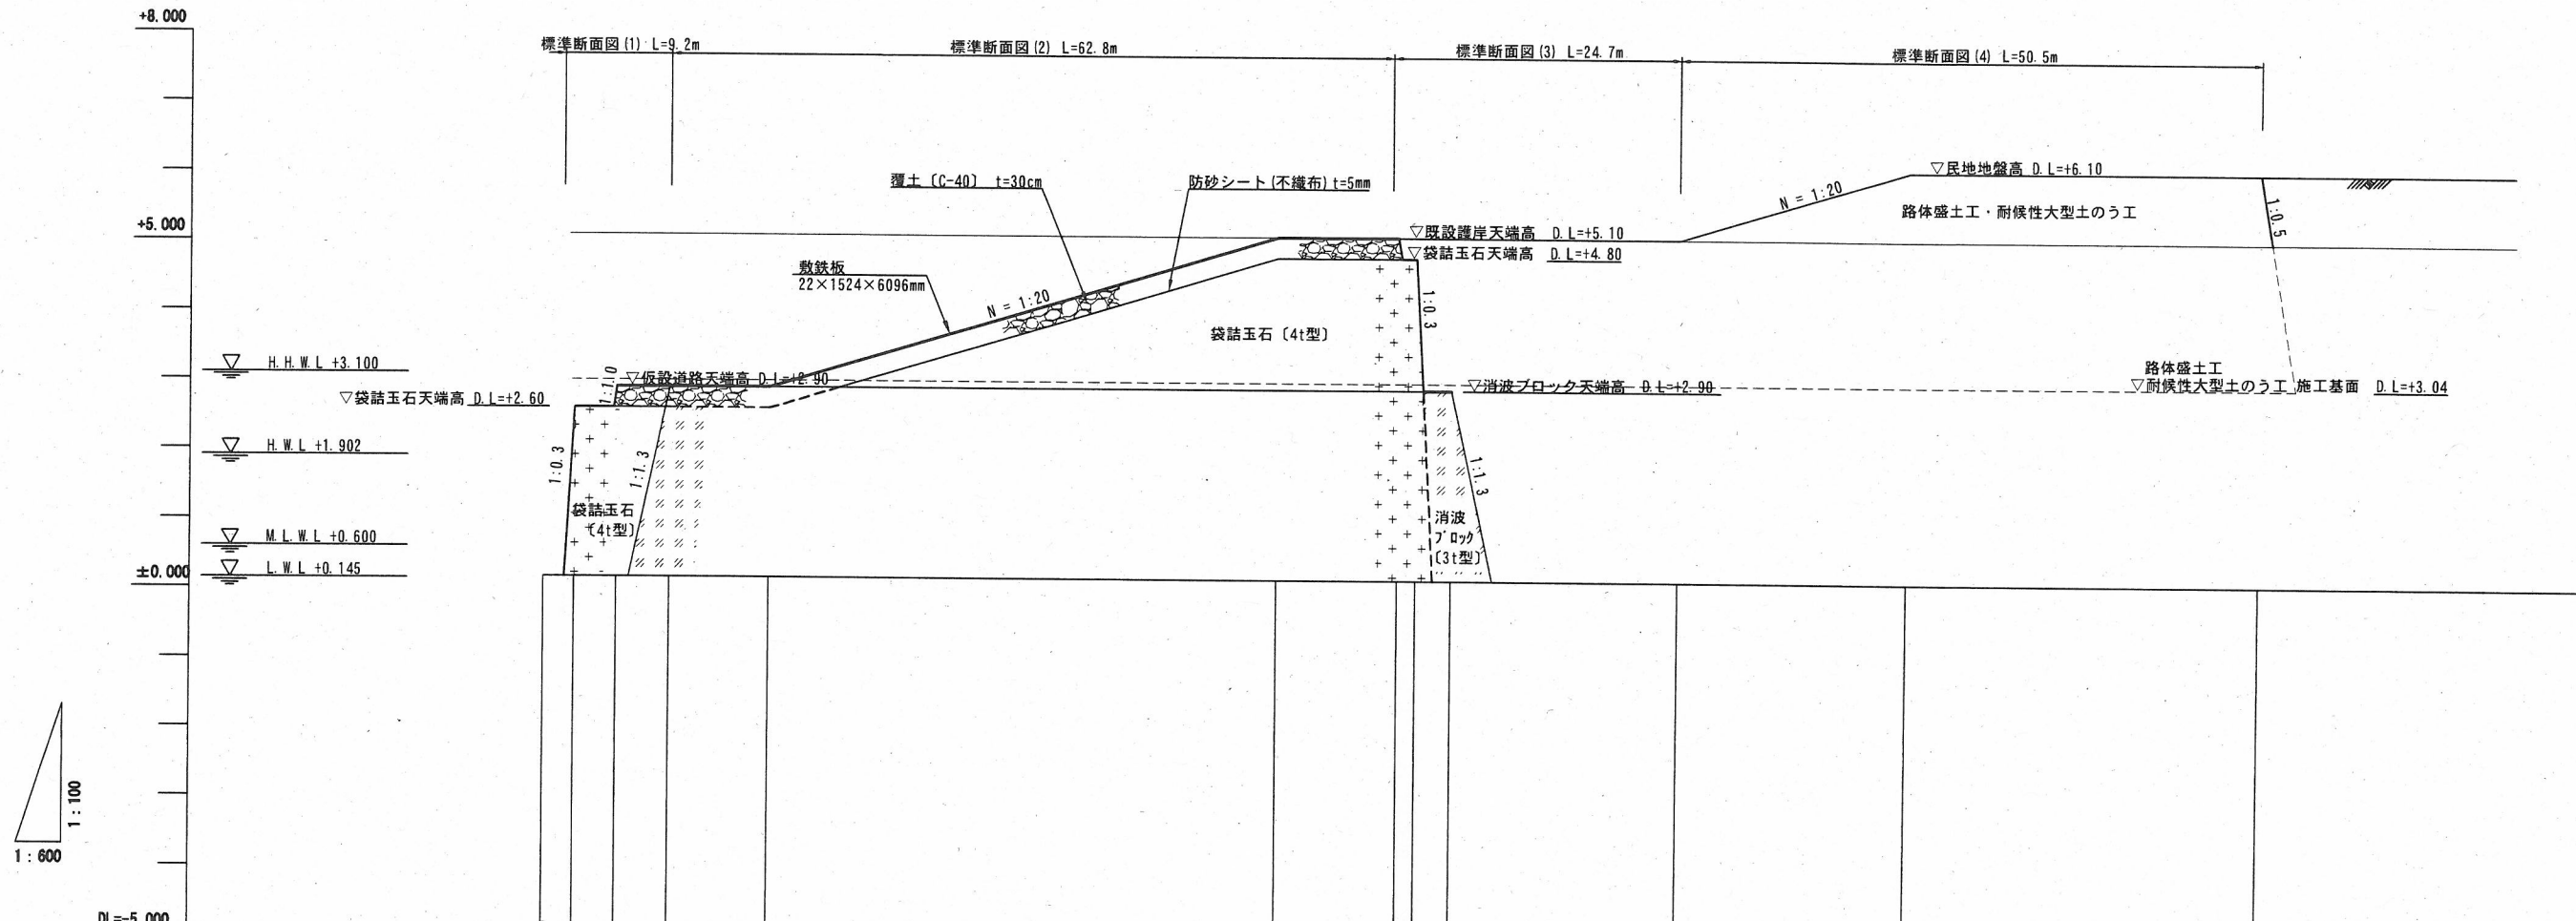 +8.000
標準断面図(1) L=9.2m
標準断面図(2) L=62.8m
標準断面図(3) L=24.7m
標準断面図(4) L=50.5m
覆土〔C-40〕 t=30cm
防砂シート(不織布) t=5mm
▽民地地盤高 D.L=+6.10
N = 1:20
路体盛土工・耐候性大型土のう工
1:0.5
+5.000
▽既設護岸天端高 D.L=+5.10
▽袋詰玉石天端高 D.L=+4.80
敷鉄板
22×1524×6096mm
N = 1:20
1:0.3
袋詰玉石〔4t型〕
H.H.W.L +3.100
1:1.0
▽仮設道路天端高 D.L=+2.90
▽消波ブロック天端高 D.L=+2.90
路体盛土工
▽耐候性大型土のう工 施工基面 D.L=+3.04
▽袋詰玉石天端高 D.L=+2.60
H.W.L +1.902
1:0.3
1:1.3
1:1.3
袋詰玉石
〔4t型〕
消波
ブロック
〔3t型〕
M.L.W.L +0.600
±0.000
L.W.L +0.145
1:100
1:600
DL=-5.000